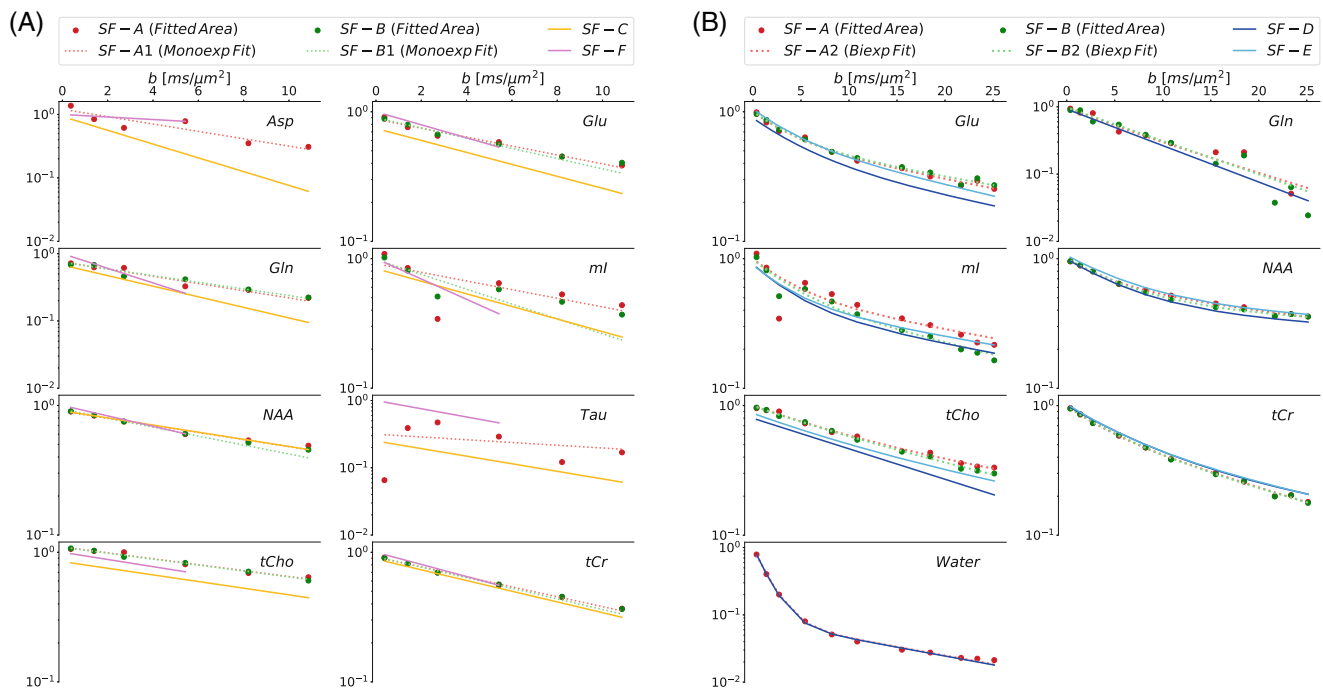 (A)
SF – A (Fitted Area)
SF – B (Fitted Area)
SF – C
SF – A1 (Monoexp Fit)
SF – B1 (Monoexp Fit)
SF – F
b [ms/μm²]
b [ms/μm²]
0 2 4 6 8 10
0 2 4 6 8 10
10⁰
10⁻¹
10⁻²
Asp
10⁰
10⁻¹
Glu
10⁰
10⁻¹
10⁻²
Gln
10⁰
10⁻¹
mI
10⁰
10⁻¹
NAA
10⁰
10⁻¹
10⁻²
Tau
10⁰
10⁻¹
tCho
10⁰
10⁻¹
tCr
(B)
SF – A (Fitted Area)
SF – B (Fitted Area)
SF – D
SF – A2 (Biexp Fit)
SF – B2 (Biexp Fit)
SF – E
b [ms/μm²]
b [ms/μm²]
0 5 10 15 20 25
0 5 10 15 20 25
10⁰
10⁻¹
Glu
10⁰
10⁻¹
10⁻²
Gln
10⁰
10⁻¹
mI
10⁰
10⁻¹
NAA
10⁰
10⁻¹
tCho
10⁰
10⁻¹
tCr
10⁰
10⁻¹
10⁻²
Water